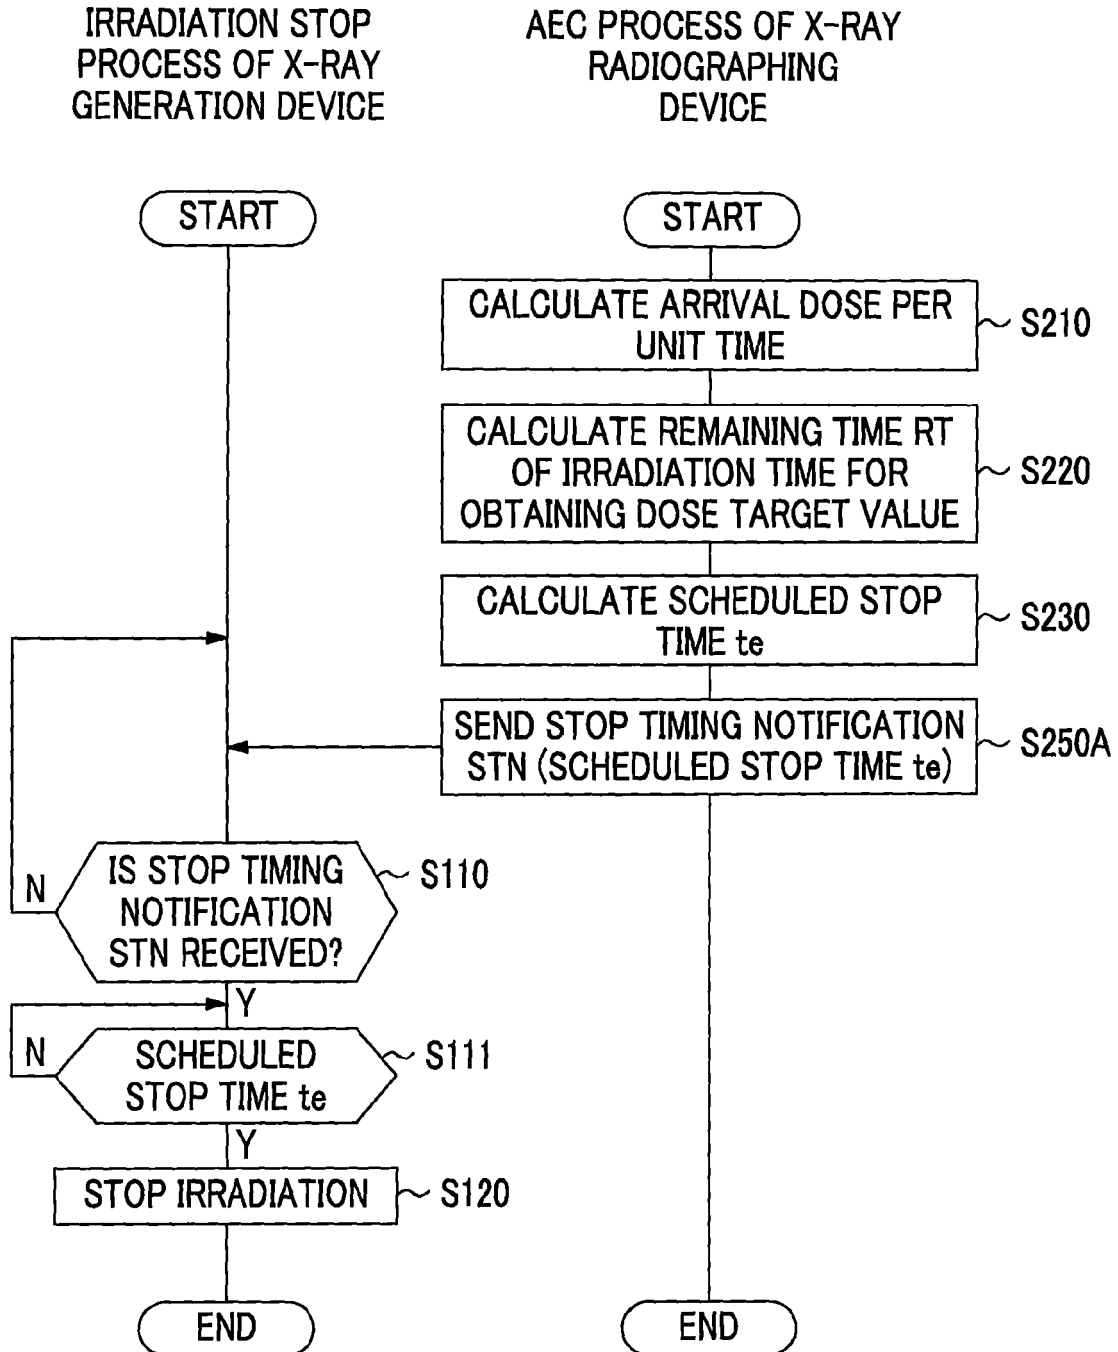 IRRADIATION STOP
PROCESS OF X-RAY
GENERATION DEVICE
AEC PROCESS OF X-RAY
RADIOGRAPHING
DEVICE
START
START
CALCULATE ARRIVAL DOSE PER
UNIT TIME
S210
CALCULATE REMAINING TIME RT
OF IRRADIATION TIME FOR
OBTAINING DOSE TARGET VALUE
S220
CALCULATE SCHEDULED STOP
TIME te
S230
SEND STOP TIMING NOTIFICATION
STN (SCHEDULED STOP TIME te)
S250A
IS STOP TIMING
NOTIFICATION
STN RECEIVED?
S110
N
Y
SCHEDULED
STOP TIME te
S111
N
Y
STOP IRRADIATION
S120
END
END